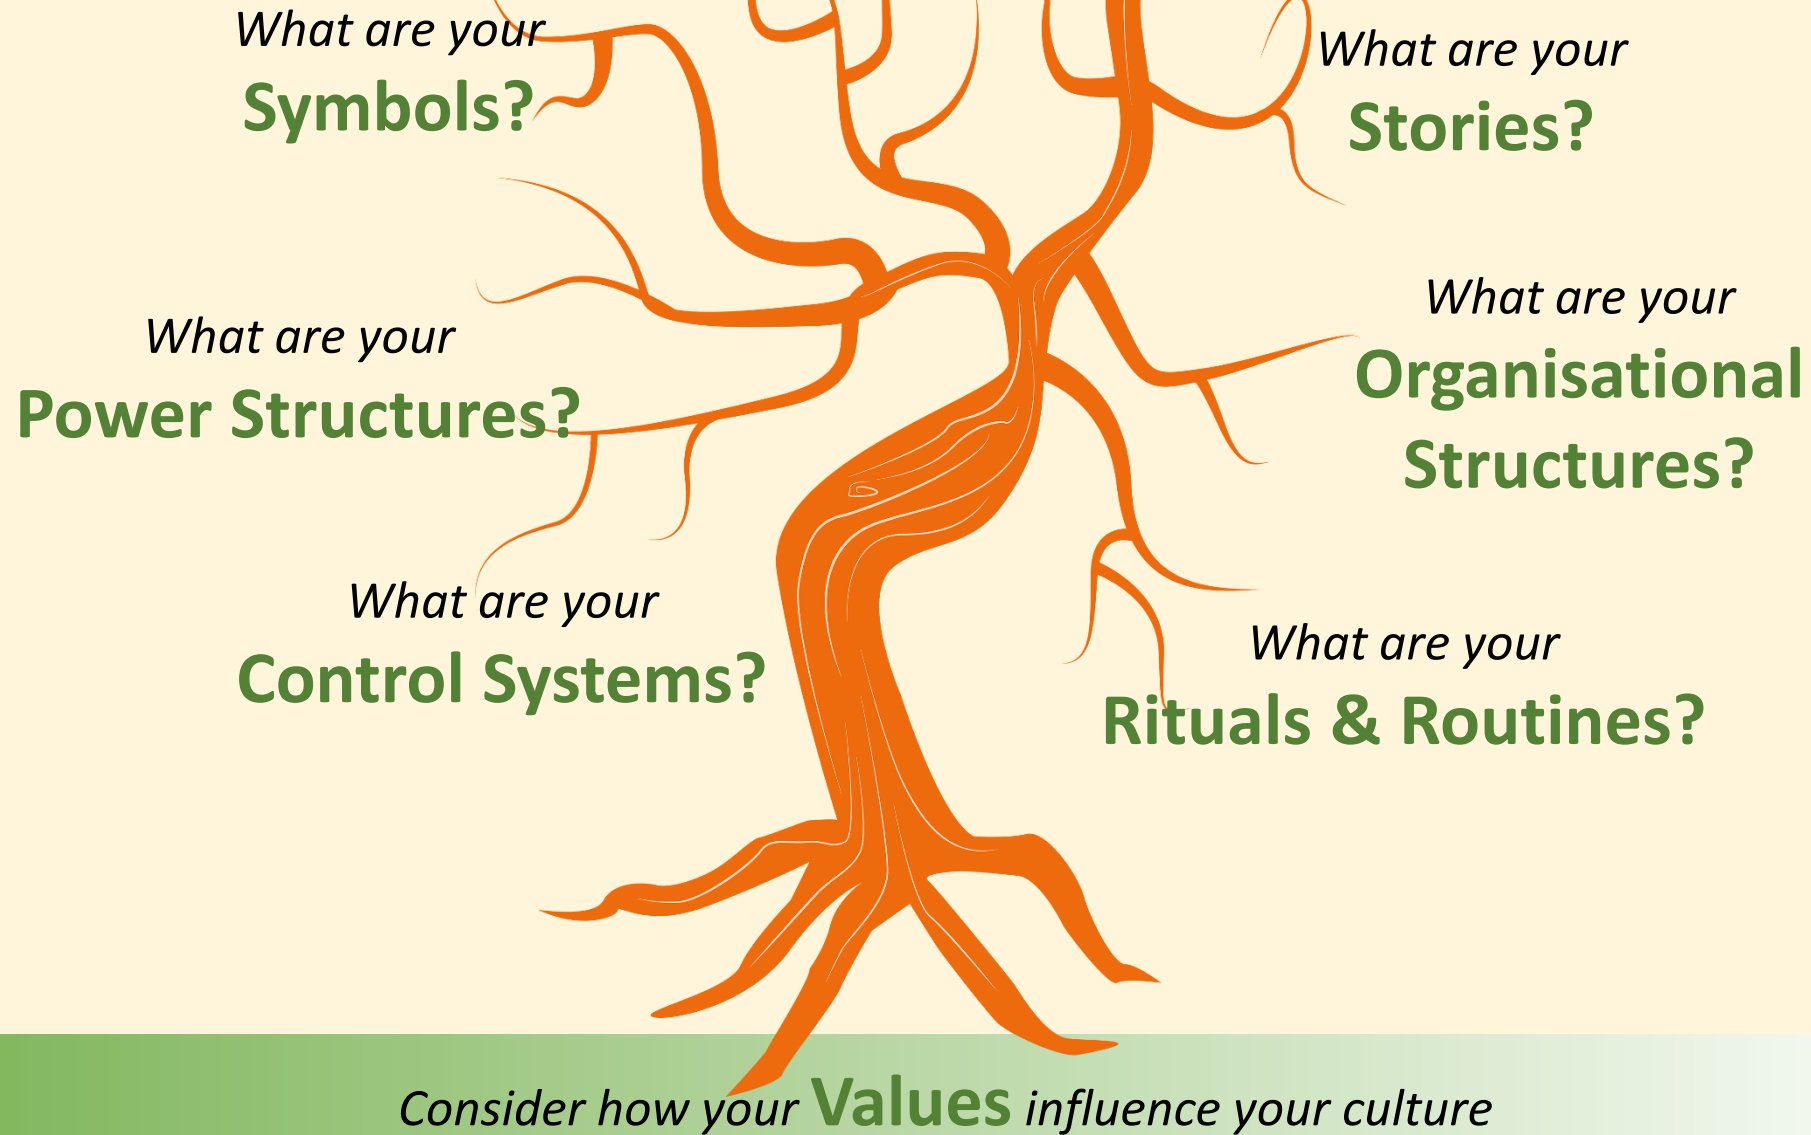 What are your
Symbols?
What are your
Stories?
What are your
Power Structures?
What are your
Organisational
Structures?
What are your
Control Systems?
What are your
Rituals & Routines?
Consider how your Values influence your culture